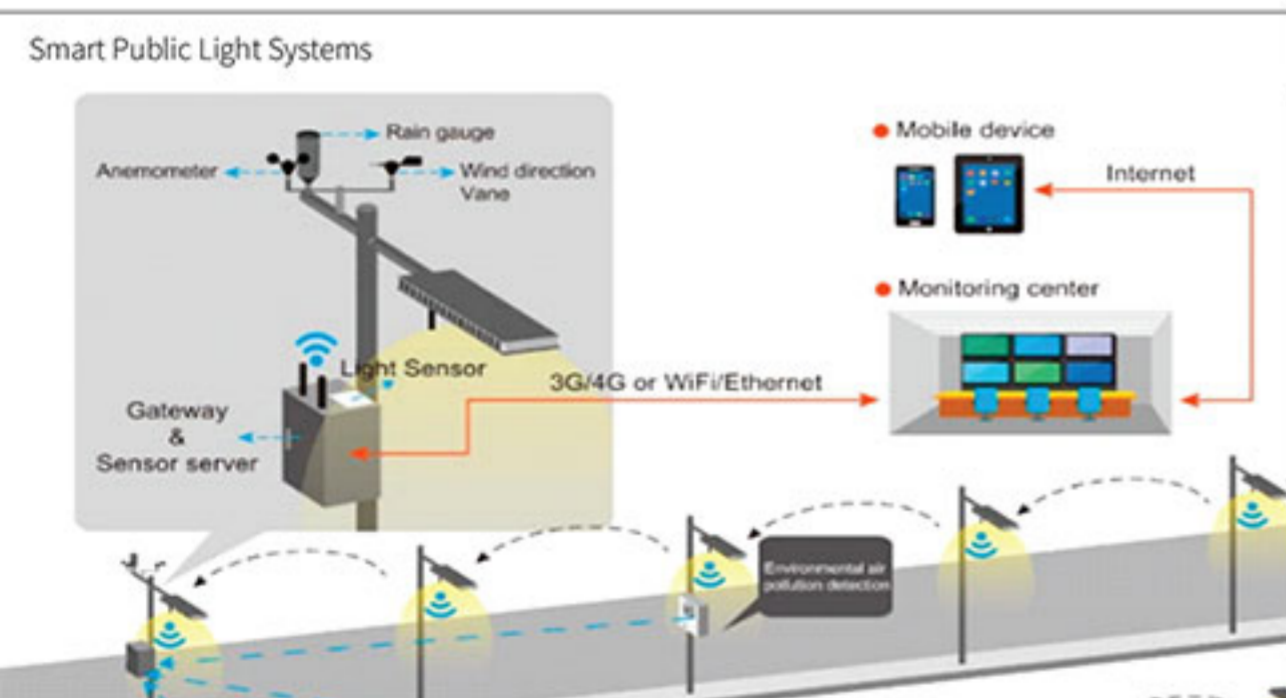 Smart Public Light Systems
Rain gauge
Anemometer
Wind direction
Vane
Light Sensor
Gateway
&
Sensor server
3G/4G or WiFi/Ethernet
Mobile device
Internet
Monitoring center
Environmental air
pollution detection